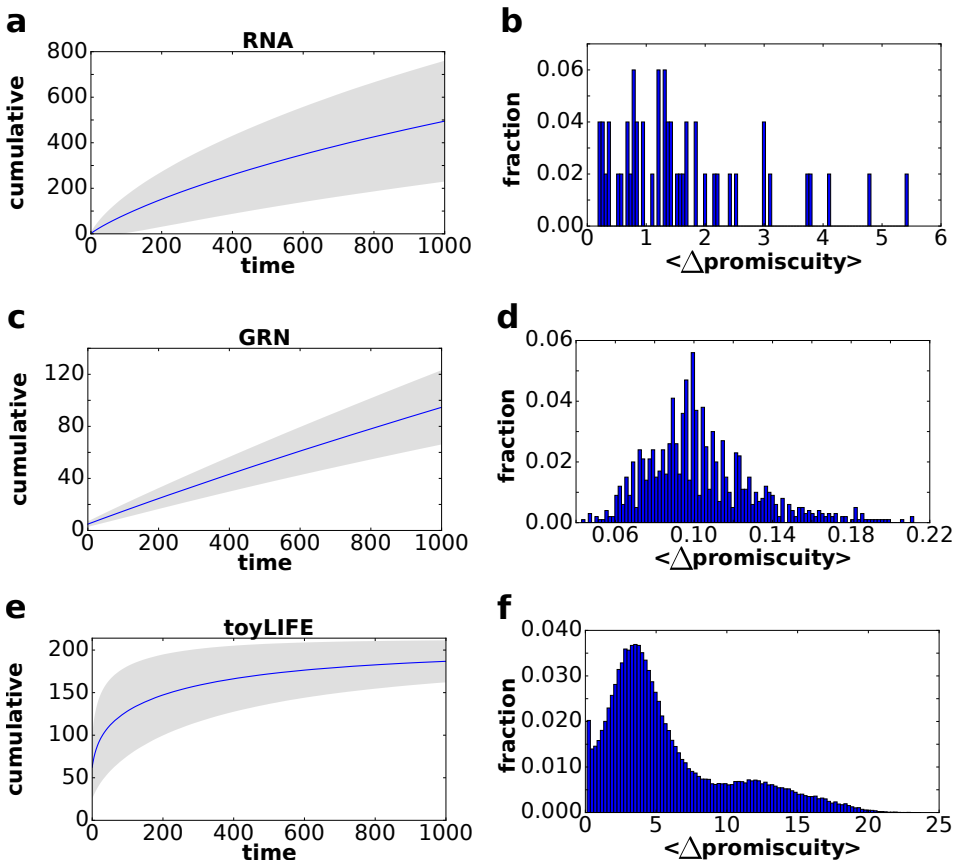 a
RNA
cumulative
800
600
400
200
0
0 200 400 600 800 1000
time
b
fraction
0.06
0.04
0.02
0.00
0 1 2 3 4 5 6
<Δpromiscuity>
c
GRN
cumulative
120
80
40
0
0 200 400 600 800 1000
time
d
fraction
0.06
0.04
0.02
0.00
0.06 0.10 0.14 0.18 0.22
<Δpromiscuity>
e
toyLIFE
cumulative
200
150
100
50
0
0 200 400 600 800 1000
time
f
fraction
0.040
0.030
0.020
0.010
0.000
0 5 10 15 20 25
<Δpromiscuity>